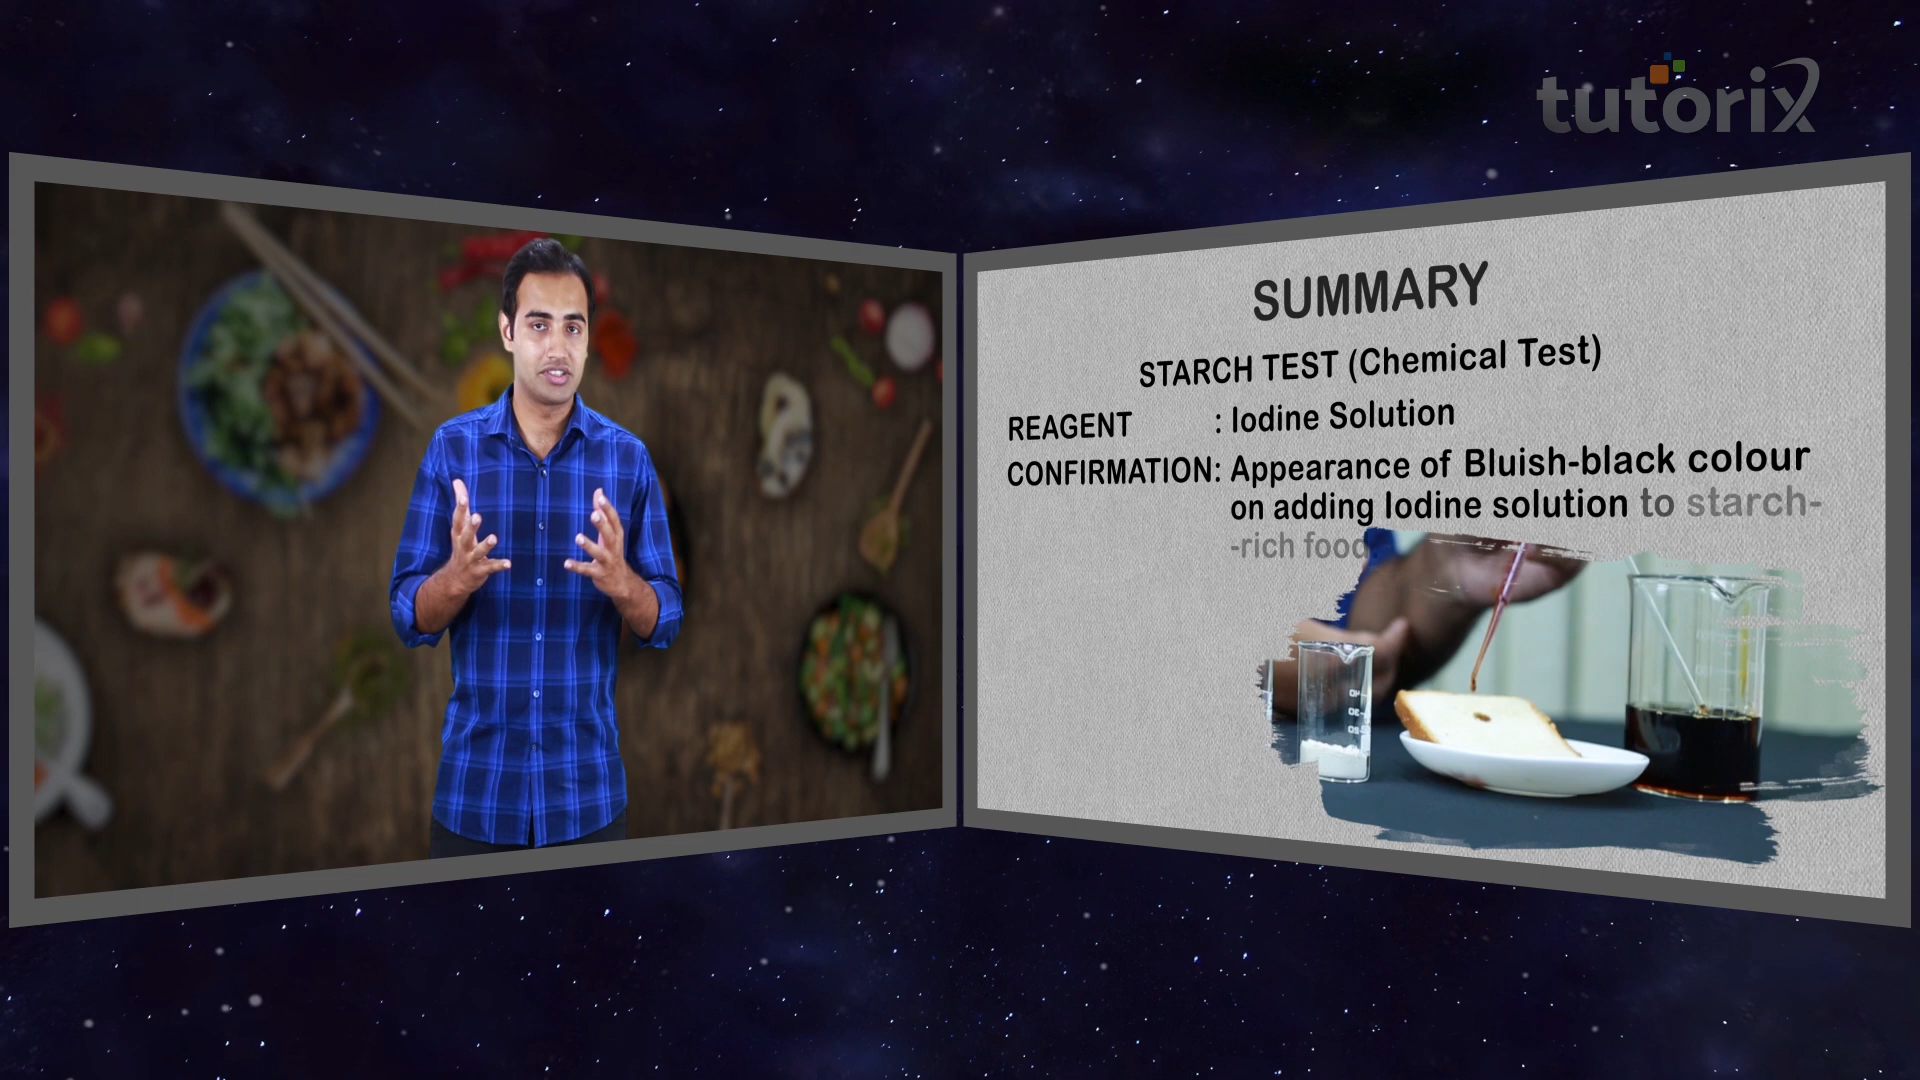 tutorix
SUMMARY
STARCH TEST (Chemical Test)
REAGENT : Iodine Solution
CONFIRMATION: Appearance of Bluish-black colour
on adding Iodine solution to starch-
-rich food